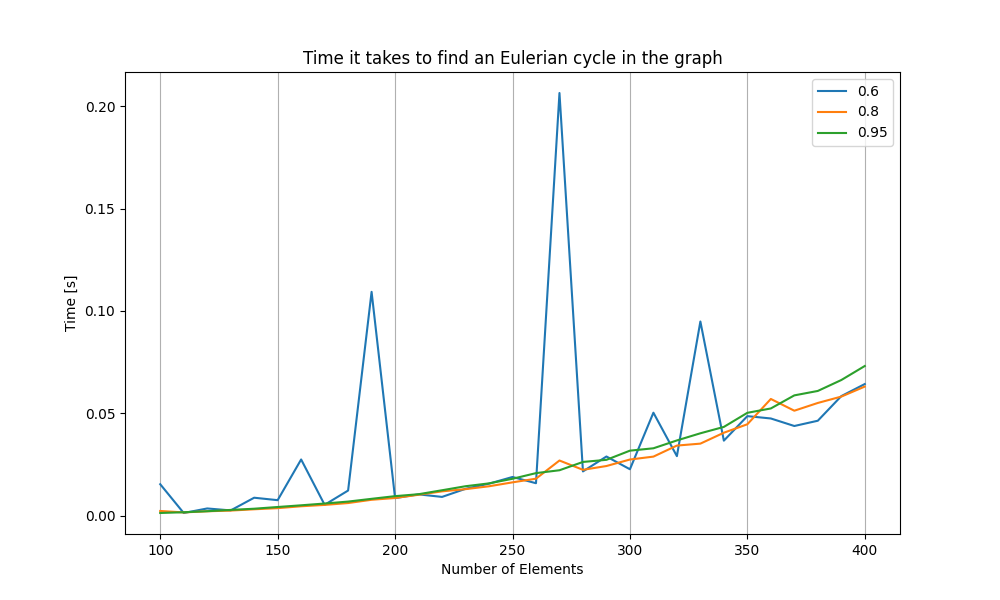 Time it takes to find an Eulerian cycle in the graph
0.6
0.8
0.95
0.20
0.15
0.10
0.05
0.00
Time [s]
100 150 200 250 300 350 400
Number of Elements